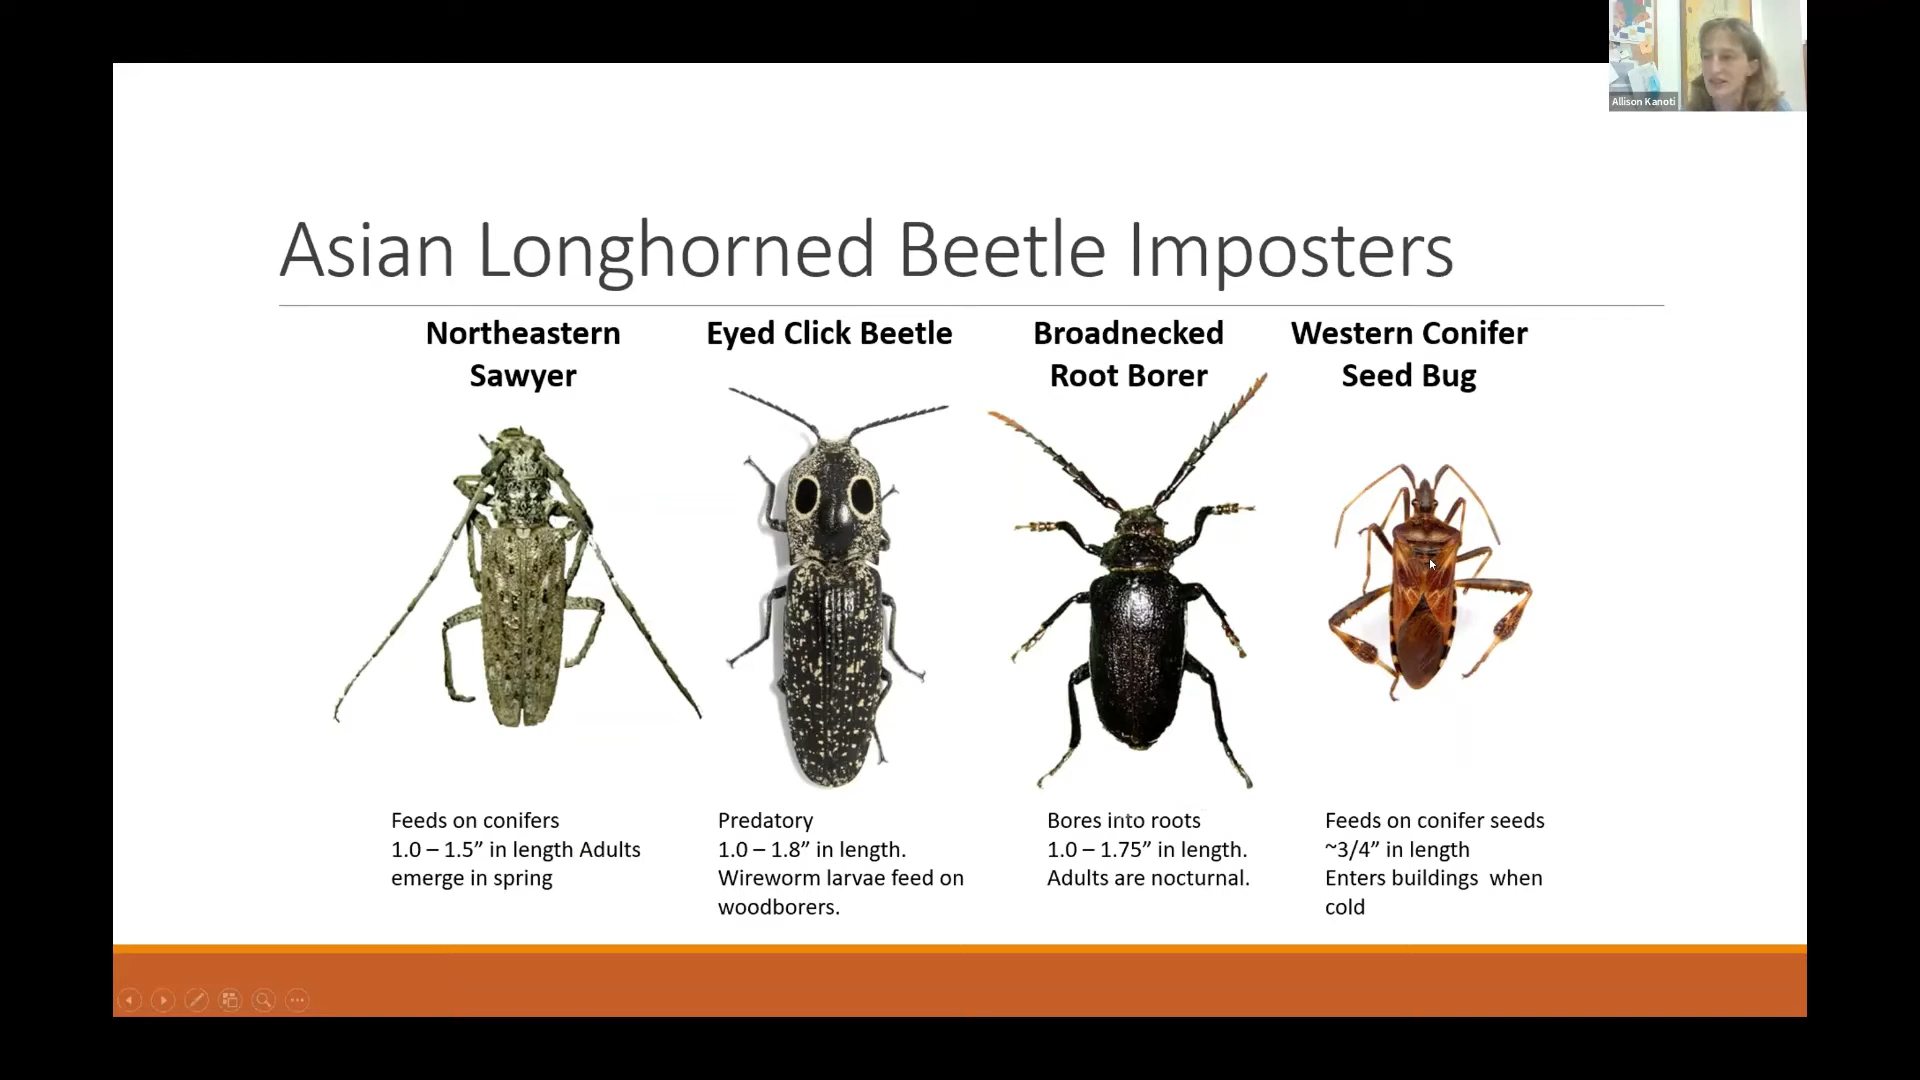 Allison Kanoti
Asian Longhorned Beetle Imposters
Northeastern
Sawyer
Feeds on conifers
1.0 – 1.5” in length Adults
emerge in spring
Eyed Click Beetle
Predatory
1.0 – 1.8” in length.
Wireworm larvae feed on
woodborers.
Broadnecked
Root Borer
Bores into roots
1.0 – 1.75” in length.
Adults are nocturnal.
Western Conifer
Seed Bug
Feeds on conifer seeds
~3/4” in length
Enters buildings  when
cold